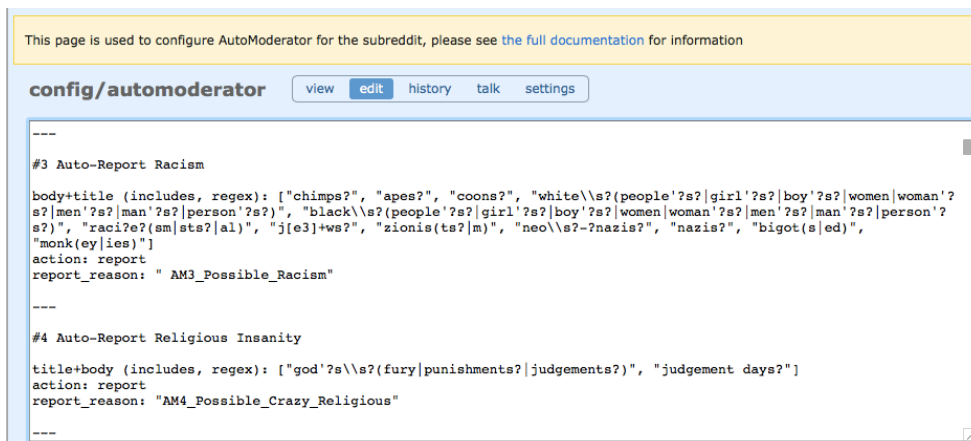 This page is used to configure AutoModerator for the subreddit, please see the full documentation for information
config/automoderator view edit history talk settings
---
#3 Auto-Report Racism
body+title (includes, regex): ["chimps?", "apes?", "coons?", "white\\s?(people'?s?|girl'?s?|boy'?s?|women|woman'?
s?|men'?s?|man'?s?|person'?s?)", "black\\s?(people'?s?|girl'?s?|boy'?s?|women|woman'?s?|men'?s?|man'?s?|person'?
s?)", "raci?e?(sm|sts?|al)", "j[e3]+ws?", "zionis(ts?|m)", "neo\\s?-?nazis?", "nazis?", "bigot(s|ed)",
"monk(ey|ies)"]
action: report
report_reason: " AM3_Possible_Racism"
---
#4 Auto-Report Religious Insanity
title+body (includes, regex): ["god'?s\\s?(fury|punishments?|judgements?)", "judgement days?"]
action: report
report_reason: "AM4_Possible_Crazy_Religious"
---